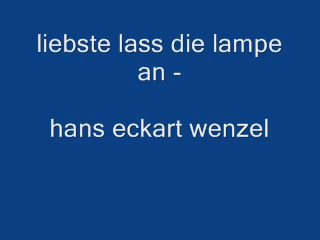 liebste lass die lampe
an -
hans eckart wenzel